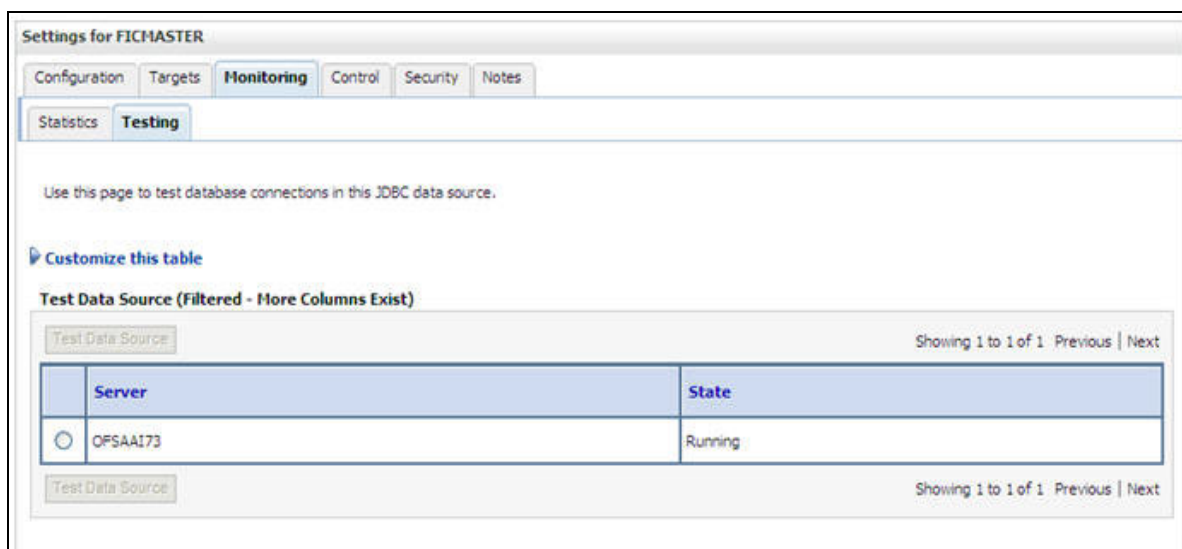 Settings for FICMASTER
Configuration Targets Monitoring Control Security Notes
Statistics Testing
Use this page to test database connections in this JDBC data source.
Customize this table
Test Data Source (Filtered - More Columns Exist)
Test Data Source Showing 1 to 1 of 1 Previous | Next
Server State
OFSAAI73 Running
Test Data Source Showing 1 to 1 of 1 Previous | Next